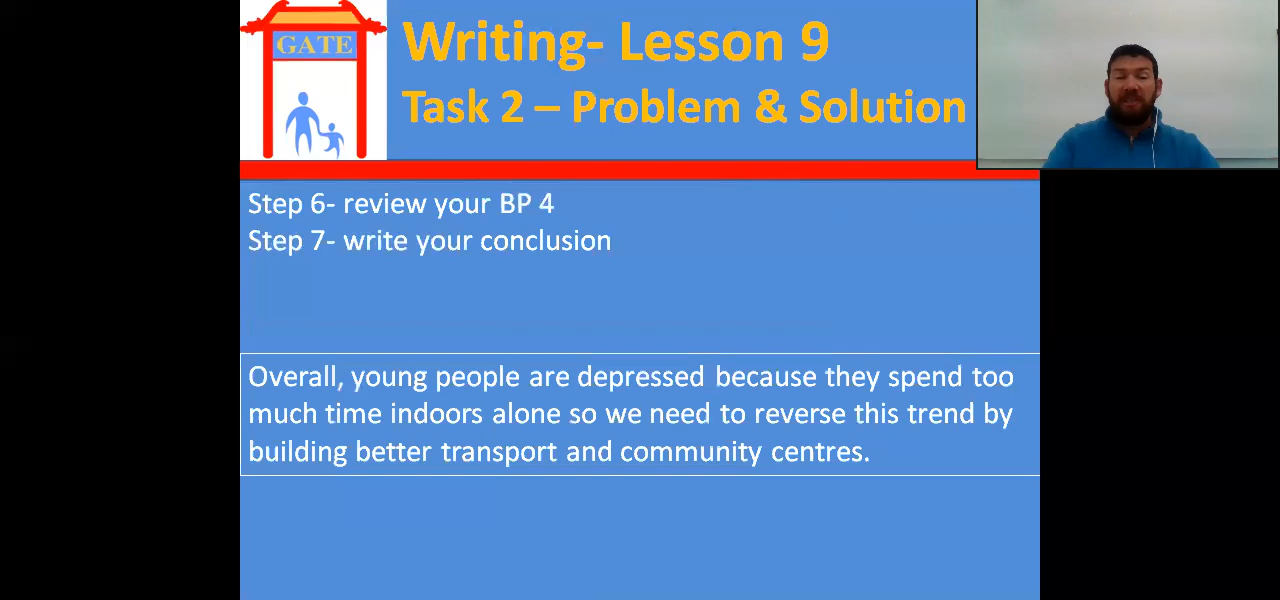 GATE
Writing- Lesson 9
Task 2 – Problem & Solution
Step 6- review your BP 4
Step 7- write your conclusion
Overall, young people are depressed because they spend too
much time indoors alone so we need to reverse this trend by
building better transport and community centres.